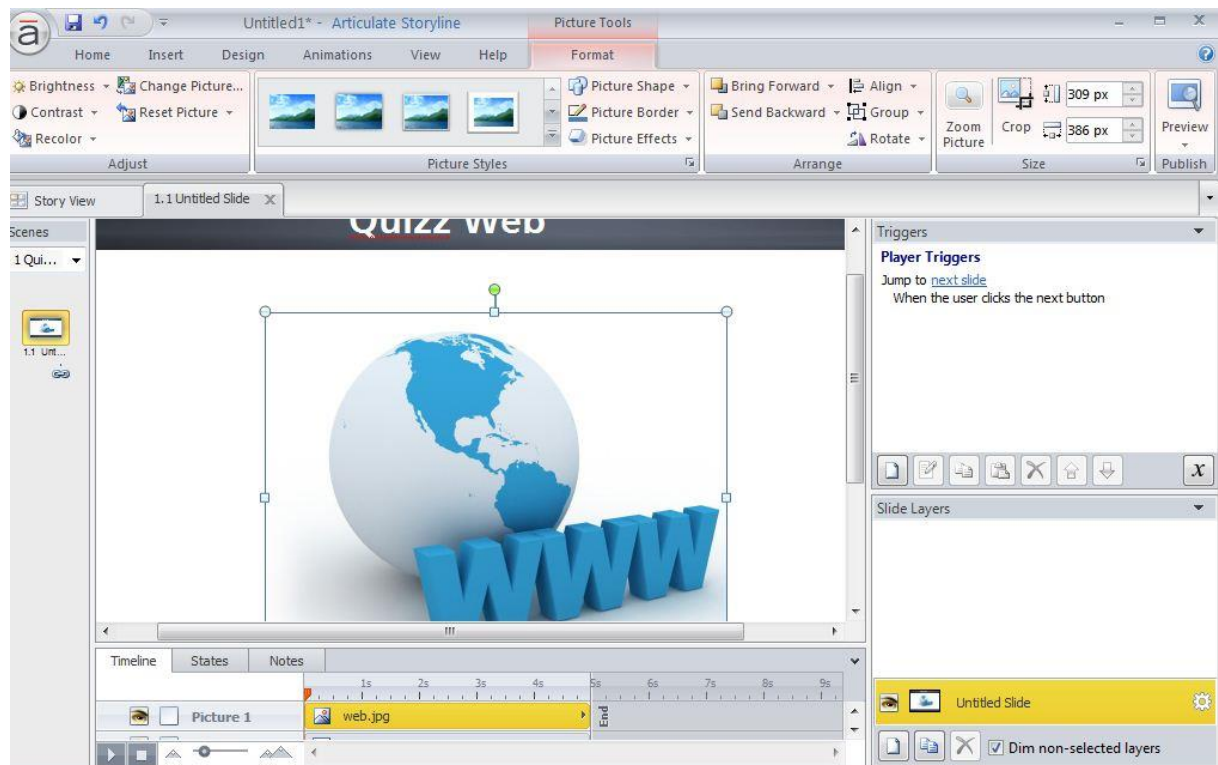 ā
Untitled1* - Articulate Storyline
Picture Tools
Home Insert Design Animations View Help Format
Brightness Change Picture... Picture Shape Bring Forward Align 309 px
Contrast Reset Picture Picture Border Send Backward Group 386 px
Recolor Picture Effects Rotate Zoom Picture Crop Preview
Adjust Picture Styles Arrange Size Publish
Story View 1.1 Untitled Slide X
Scenes
1 Qui...
1.1 Unt...
Quizz Web
WWW
Triggers
Player Triggers
Jump to next slide
When the user clicks the next button
x
Slide Layers
Untitled Slide
Dim non-selected layers
Timeline States Notes
1s 2s 3s 4s 5s 6s 7s 8s 9s
Picture 1 web.jpg End